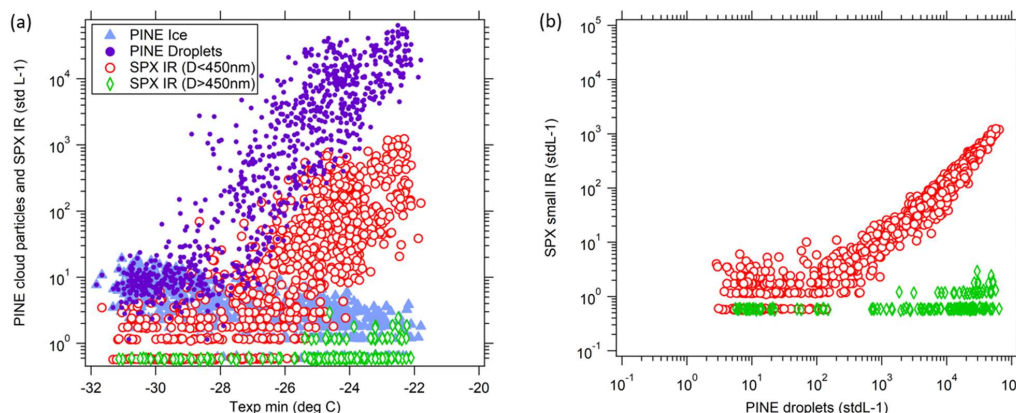 (a)
PINE cloud particles and SPX IR (std L-1)
10^4
10^3
10^2
10^1
10^0
PINE Ice
PINE Droplets
SPX IR (D<450nm)
SPX IR (D>450nm)
-32 -30 -28 -26 -24 -22 -20
Texp min (deg C)
(b)
SPX small IR (stdL-1)
10^5
10^4
10^3
10^2
10^1
10^0
10^-1
10^-1 10^0 10^1 10^2 10^3 10^4 10^5
PINE droplets (stdL-1)